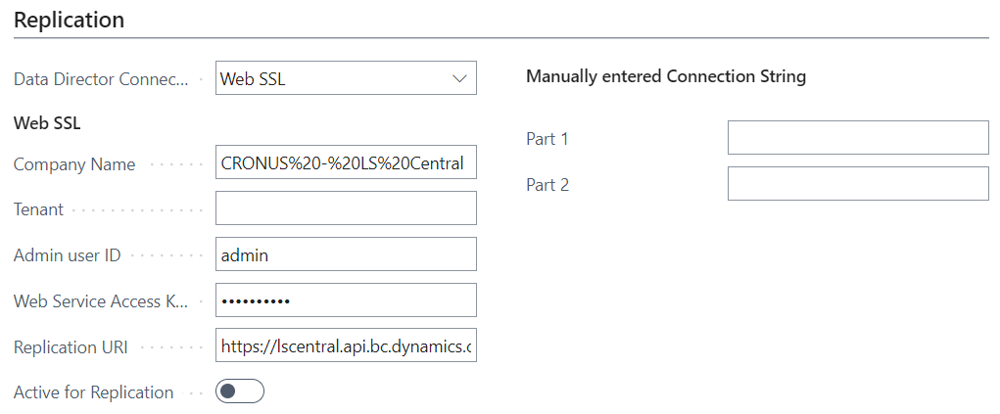 Replication
Data Director Connec... Web SSL
Manually entered Connection String
Web SSL
Company Name CRONUS%20-%20LS%20Central
Part 1
Tenant
Part 2
Admin user ID admin
Web Service Access K... ••••••••••
Replication URI https://lscentral.api.bc.dynamics.c
Active for Replication